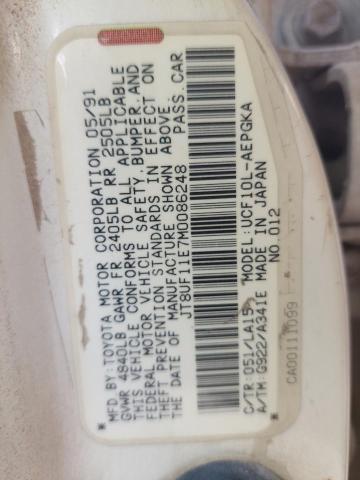 MFD BY:TOYOTA MOTOR CORPORATION 05/91
GVWR 4840LB GAWR FR 2405LB RR 2505LB
THIS VEHICLE CONFORMS TO ALL APPLICABLE
FEDERAL MOTOR VEHICLE SAFETY, BUMPER,AND
THEFT PREVENTION STANDARDS IN EFFECT ON
THE DATE OF MANUFACTURE SHOWN ABOVE.
JT8UF11E7M0086248 PASS.CAR
C/TR:051/LA15 MODEL:UCF10L-AEPGKA
A/TM:G922/A341E MADE IN JAPAN
NO.012
CA00111099